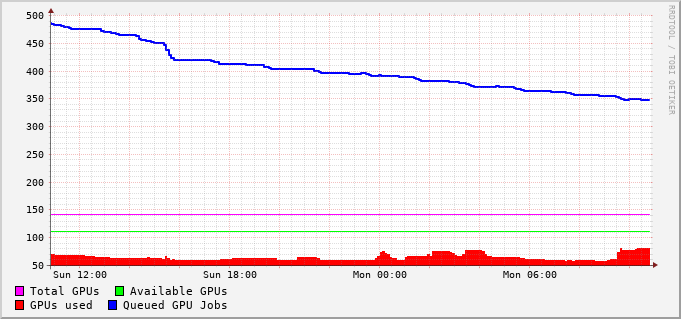 500
450
400
350
300
250
200
150
100
50
Sun 12:00 Sun 18:00 Mon 00:00 Mon 06:00
Total GPUs Available GPUs
GPUs used Queued GPU Jobs
RRDTOOL / TOBI OETIKER